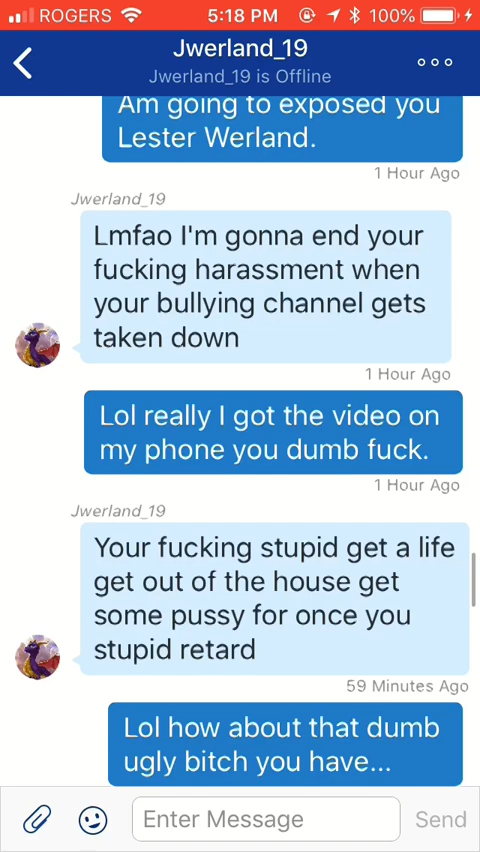 ROGERS 5:18 PM 100%
Jwerland_19
Jwerland_19 is Offline
Am going to exposed you
Lester Werland.
1 Hour Ago
Jwerland_19
Lmfao I'm gonna end your
fucking harassment when
your bullying channel gets
taken down
1 Hour Ago
Lol really I got the video on
my phone you dumb fuck.
1 Hour Ago
Jwerland_19
Your fucking stupid get a life
get out of the house get
some pussy for once you
stupid retard
59 Minutes Ago
Lol how about that dumb
ugly bitch you have...
Enter Message Send